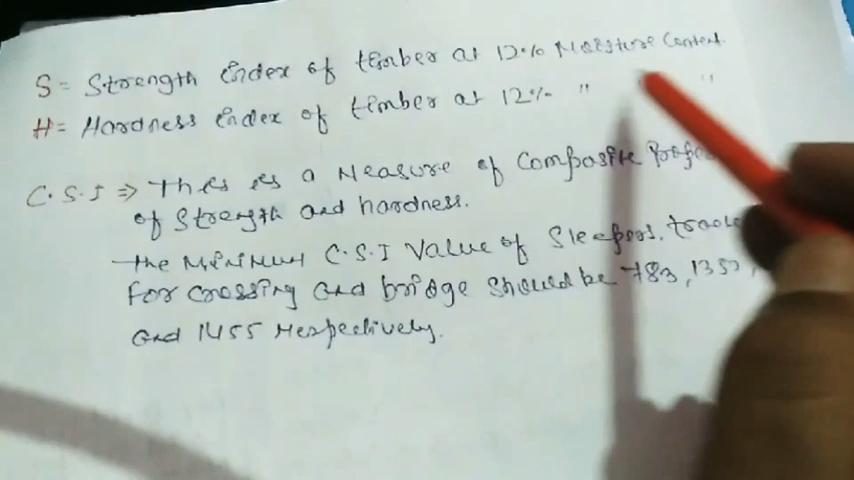 S = Strength index of timber at 12% Moisture Content.
H = Hardness index of timber at 12% " "
C.S.I ⇒ This is a Measure of Composite
of Strength and hardness.
The Minimum C.S.I Value of Sleepers. track
For crossing and bridge should be 783, 1352,
and 1455 respectively.